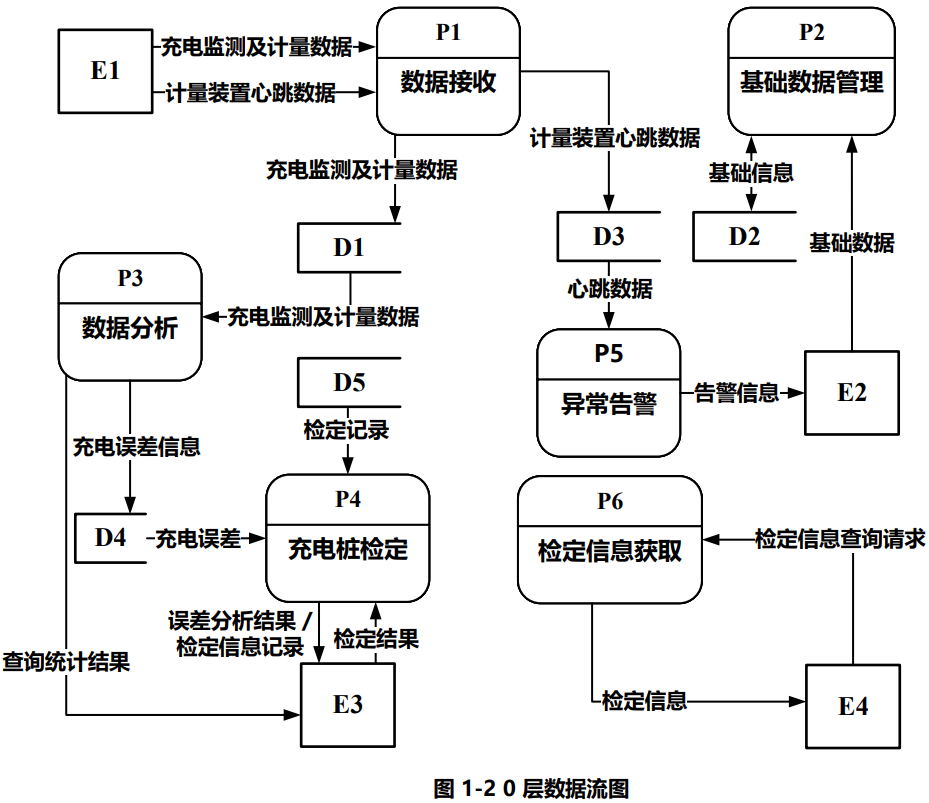 P1
P2
E1
充电监测及计量数据
数据接收
基础数据管理
计量装置心跳数据
计量装置心跳数据
充电监测及计量数据
基础信息
D1
D3
D2
基础数据
P3
心跳数据
充电监测及计量数据
数据分析
P5
D5
告警信息
E2
异常告警
检定记录
充电误差信息
P4
P6
D4
充电误差
充电桩检定
检定信息获取
检定信息查询请求
误差分析结果 /
检定信息记录
检定结果
查询统计结果
E3
检定信息
E4
图 1-2 0 层数据流图